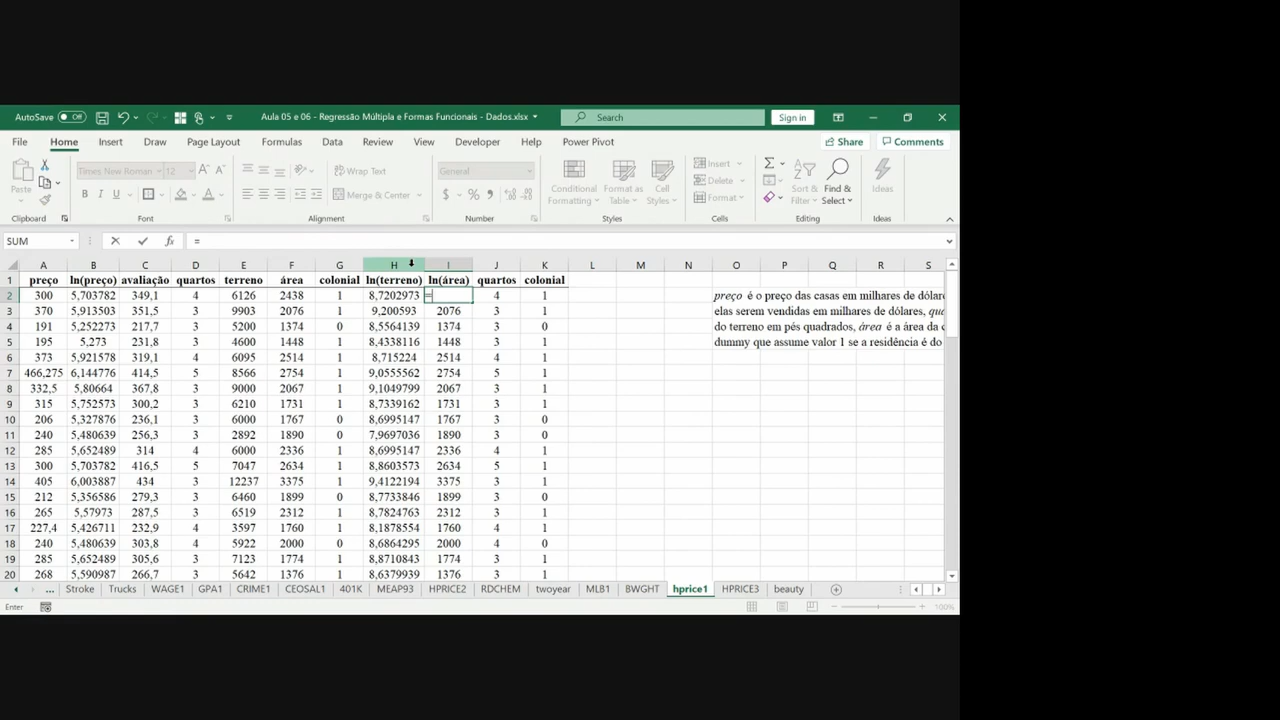 AutoSave Off Aula 05 e 06 - Regressão Múltipla e Formas Funcionais - Dados.xlsx Search Sign in
File Home Insert Draw Page Layout Formulas Data Review View Developer Help Power Pivot Share Comments
Paste Times New Roman 12 Wrap Text General Conditional Formatting Format as Table Cell Styles Insert Sort & Filter Find & Select Ideas
B I U Merge & Center $ % Delete
Format
Clipboard Font Alignment Number Styles Cells Editing Ideas
SUM fx =
A B C D E F G H I J K L M N O P Q R S
1 preço ln(preço) avaliação quartos terreno área colonial ln(terreno) ln(área) quartos colonial
2 300 5,703782 349,1 4 6126 2438 1 8,7202973 = 4 1 preço é o preço das casas em milhares de dólare
3 370 5,913503 351,5 3 9903 2076 1 9,200593 2076 3 1 elas serem vendidas em milhares de dólares, qua
4 191 5,252273 217,7 3 5200 1374 0 8,5564139 1374 3 0 do terreno em pés quadrados, área é a área da c
5 195 5,273 231,8 3 4600 1448 1 8,4338116 1448 3 1 dummy que assume valor 1 se a residência é do
6 373 5,921578 319,1 4 6095 2514 1 8,715224 2514 4 1
7 466,275 6,144776 414,5 5 8566 2754 1 9,0555562 2754 5 1
8 332,5 5,80664 367,8 3 9000 2067 1 9,1049799 2067 3 1
9 315 5,752573 300,2 3 6210 1731 1 8,7339162 1731 3 1
10 206 5,327876 236,1 3 6000 1767 0 8,6995147 1767 3 0
11 240 5,480639 256,3 3 2892 1890 0 7,9697036 1890 3 0
12 285 5,652489 314 4 6000 2336 1 8,6995147 2336 4 1
13 300 5,703782 416,5 5 7047 2634 1 8,8603573 2634 5 1
14 405 6,003887 434 3 12237 3375 1 9,4122194 3375 3 1
15 212 5,356586 279,3 3 6460 1899 0 8,7733846 1899 3 0
16 265 5,57973 287,5 3 6519 2312 1 8,7824763 2312 3 1
17 227,4 5,426711 232,9 4 3597 1760 1 8,1878554 1760 4 1
18 240 5,480639 303,8 4 5922 2000 0 8,6864295 2000 4 0
19 285 5,652489 305,6 3 7123 1774 1 8,8710843 1774 3 1
20 268 5,590987 266,7 3 5642 1376 1 8,6379939 1376 3 1
... Stroke Trucks WAGE1 GPA1 CRIME1 CEOSAL1 401K MEAP93 HPRICE2 RDCHEM twoyear MLB1 BWGHT hprice1 HPRICE3 beauty
Enter 100%